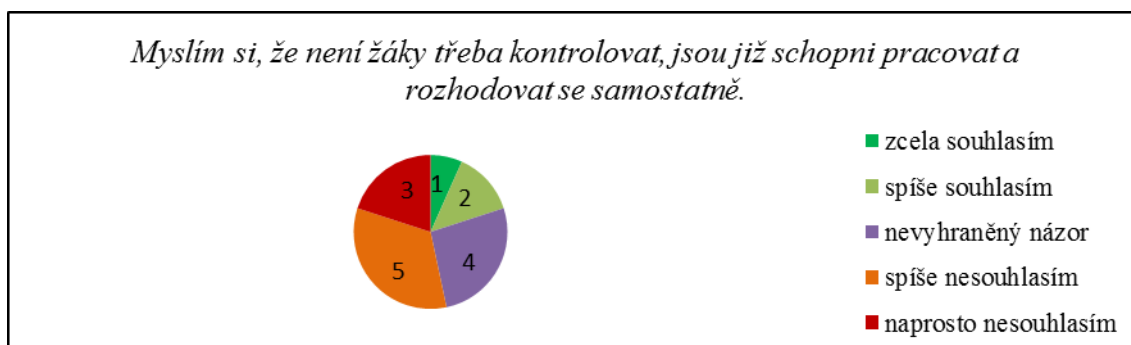 Myslím si, že není žáky třeba kontrolovat, jsou již schopni pracovat a
rozhodovat se samostatně.
1
2
3
4
5
zcela souhlasím
spíše souhlasím
nevyhraněný názor
spíše nesouhlasím
naprosto nesouhlasím